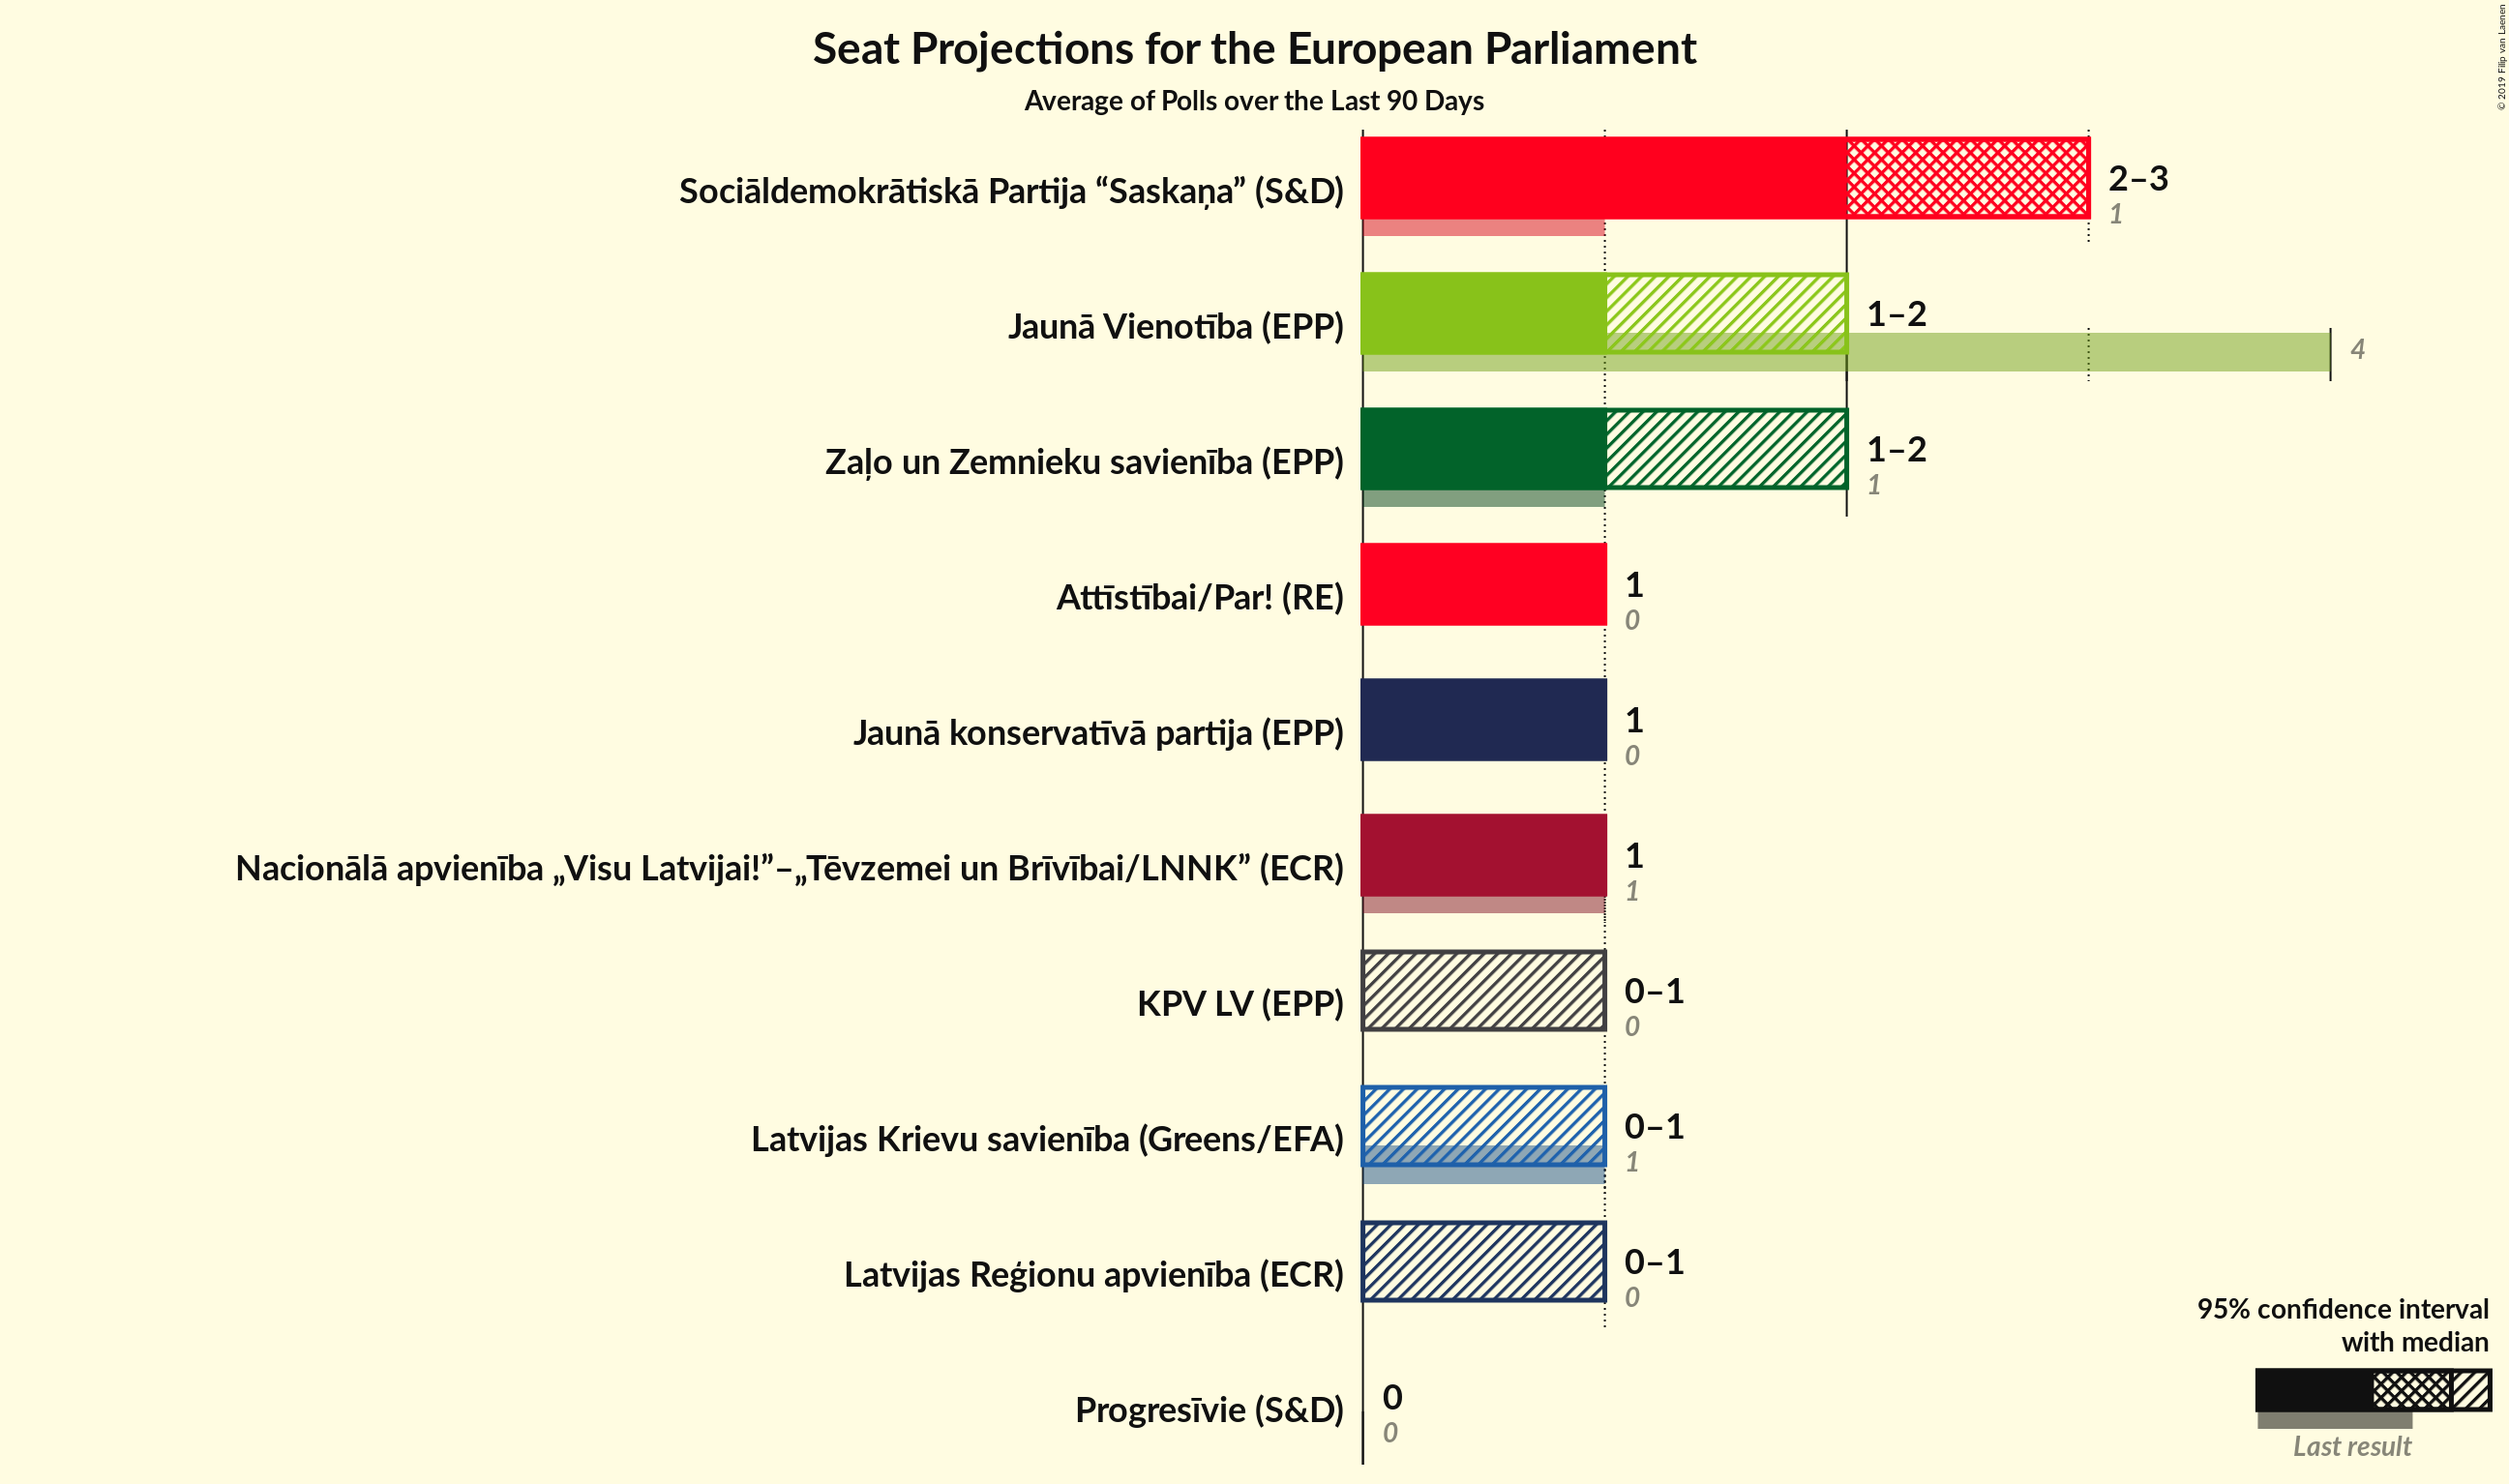 Seat Projections for the European Parliament
Average of Polls over the Last 90 Days
© 2019 Filip van Laenen
Sociāldemokrātiskā Partija “Saskaņa” (S&D)
2–3
1
Jaunā Vienotība (EPP)
1–2
4
Zaļo un Zemnieku savienība (EPP)
1–2
1
Attīstībai/Par! (RE)
1
0
Jaunā konservatīvā partija (EPP)
1
0
Nacionālā apvienība „Visu Latvijai!”–„Tēvzemei un Brīvībai/LNNK” (ECR)
1
1
KPV LV (EPP)
0–1
0
Latvijas Krievu savienība (Greens/EFA)
0–1
1
Latvijas Reģionu apvienība (ECR)
0–1
0
Progresīvie (S&D)
0
0
95% confidence interval
with median
Last result